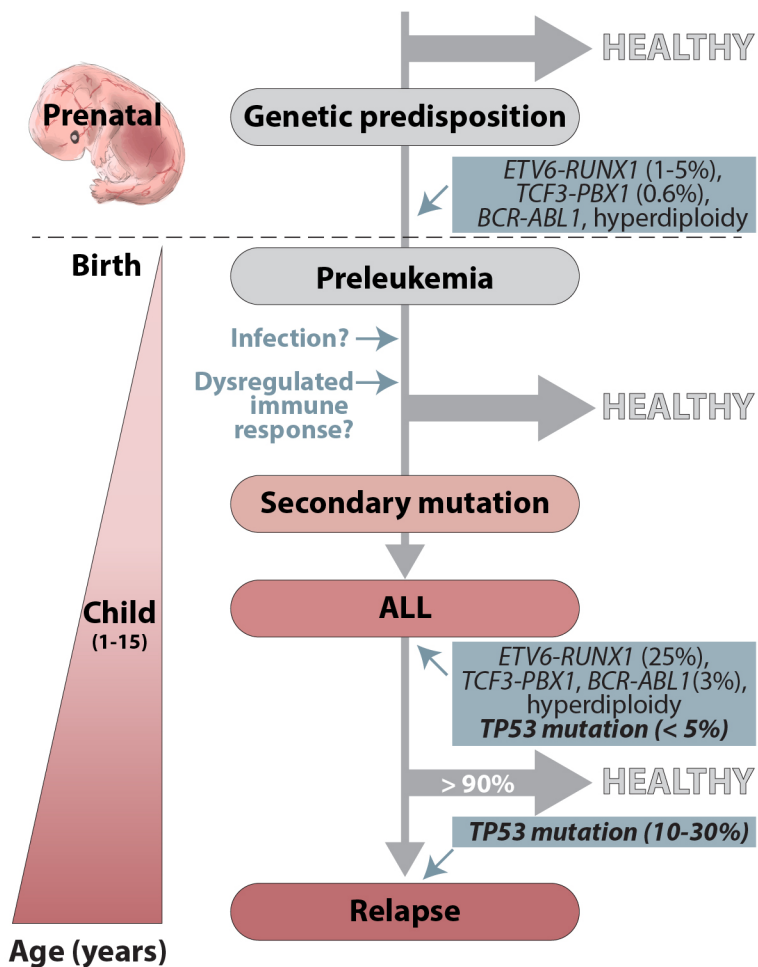 HEALTHY
Prenatal
Genetic predisposition
ETV6-RUNX1 (1-5%),
TCF3-PBX1 (0.6%),
BCR-ABL1, hyperdiploidy
Birth
Preleukemia
Infection?
Dysregulated
immune
response?
HEALTHY
Secondary mutation
Child
(1-15)
ALL
ETV6-RUNX1 (25%),
TCF3-PBX1, BCR-ABL1(3%),
hyperdiploidy
TP53 mutation (< 5%)
> 90%
HEALTHY
TP53 mutation (10-30%)
Relapse
Age (years)